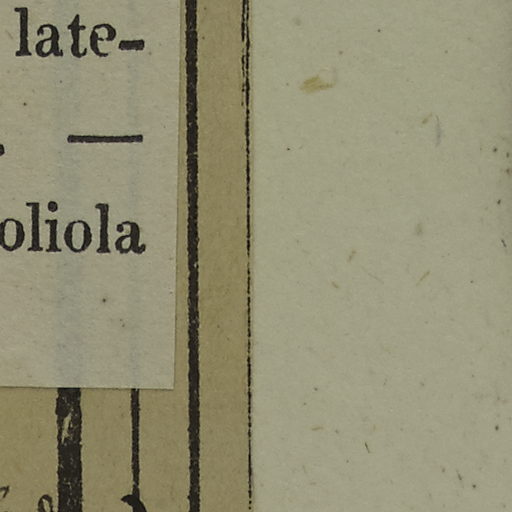 late-
. —
oliola